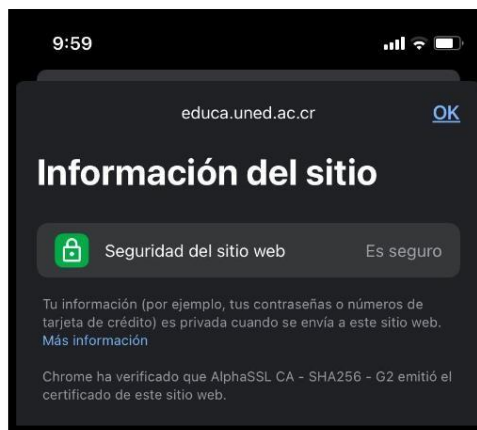 9:59
educa.uned.ac.cr OK
Información del sitio
Seguridad del sitio web Es seguro
Tu información (por ejemplo, tus contraseñas o números de
tarjeta de crédito) es privada cuando se envía a este sitio web.
Más información
Chrome ha verificado que AlphaSSL CA - SHA256 - G2 emitió el
certificado de este sitio web.